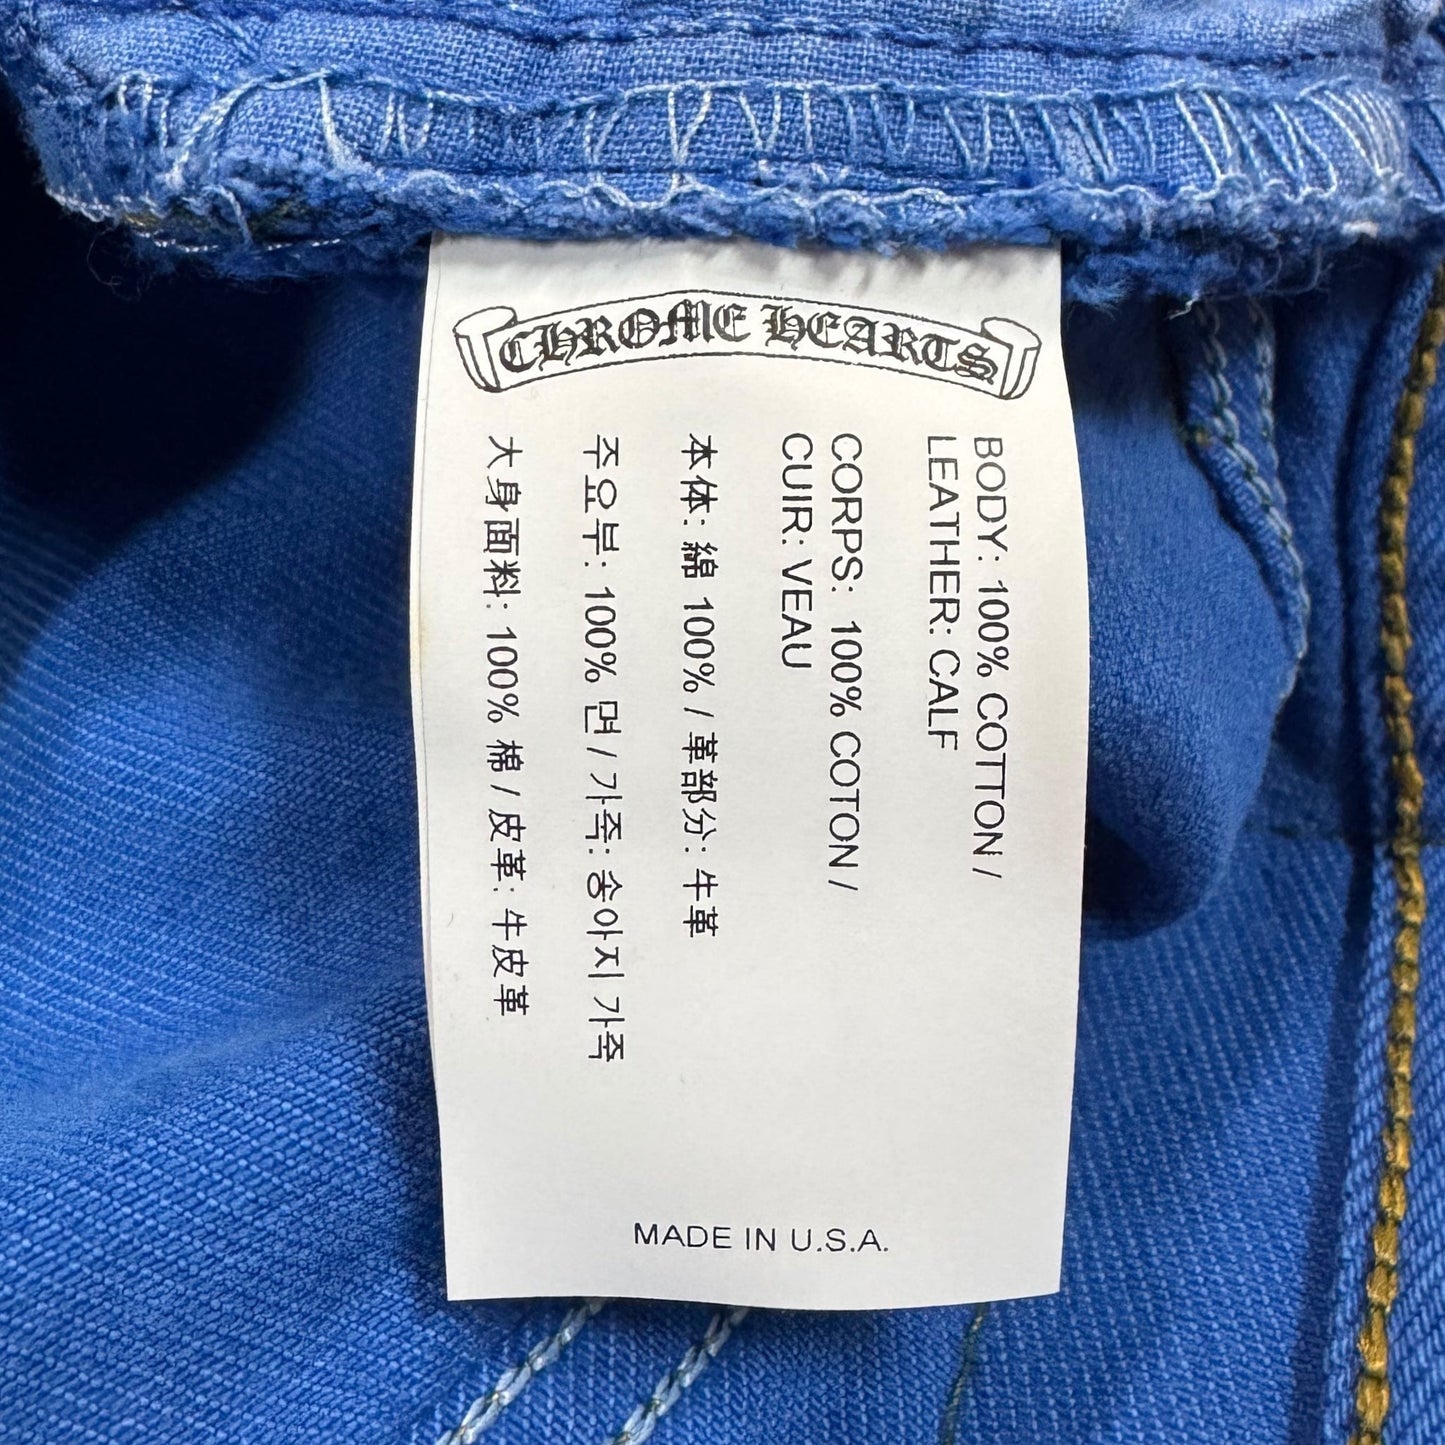 CHROME HEARTS
BODY: 100% COTTON /
LEATHER: CALF
CORPS: 100% COTON /
CUIR: VEAU
本体: 綿 100% / 革部分: 牛革
주요부: 100% 면 / 가죽: 송아지 가죽
大身面料: 100% 棉 / 皮革: 牛皮革
MADE IN U.S.A.